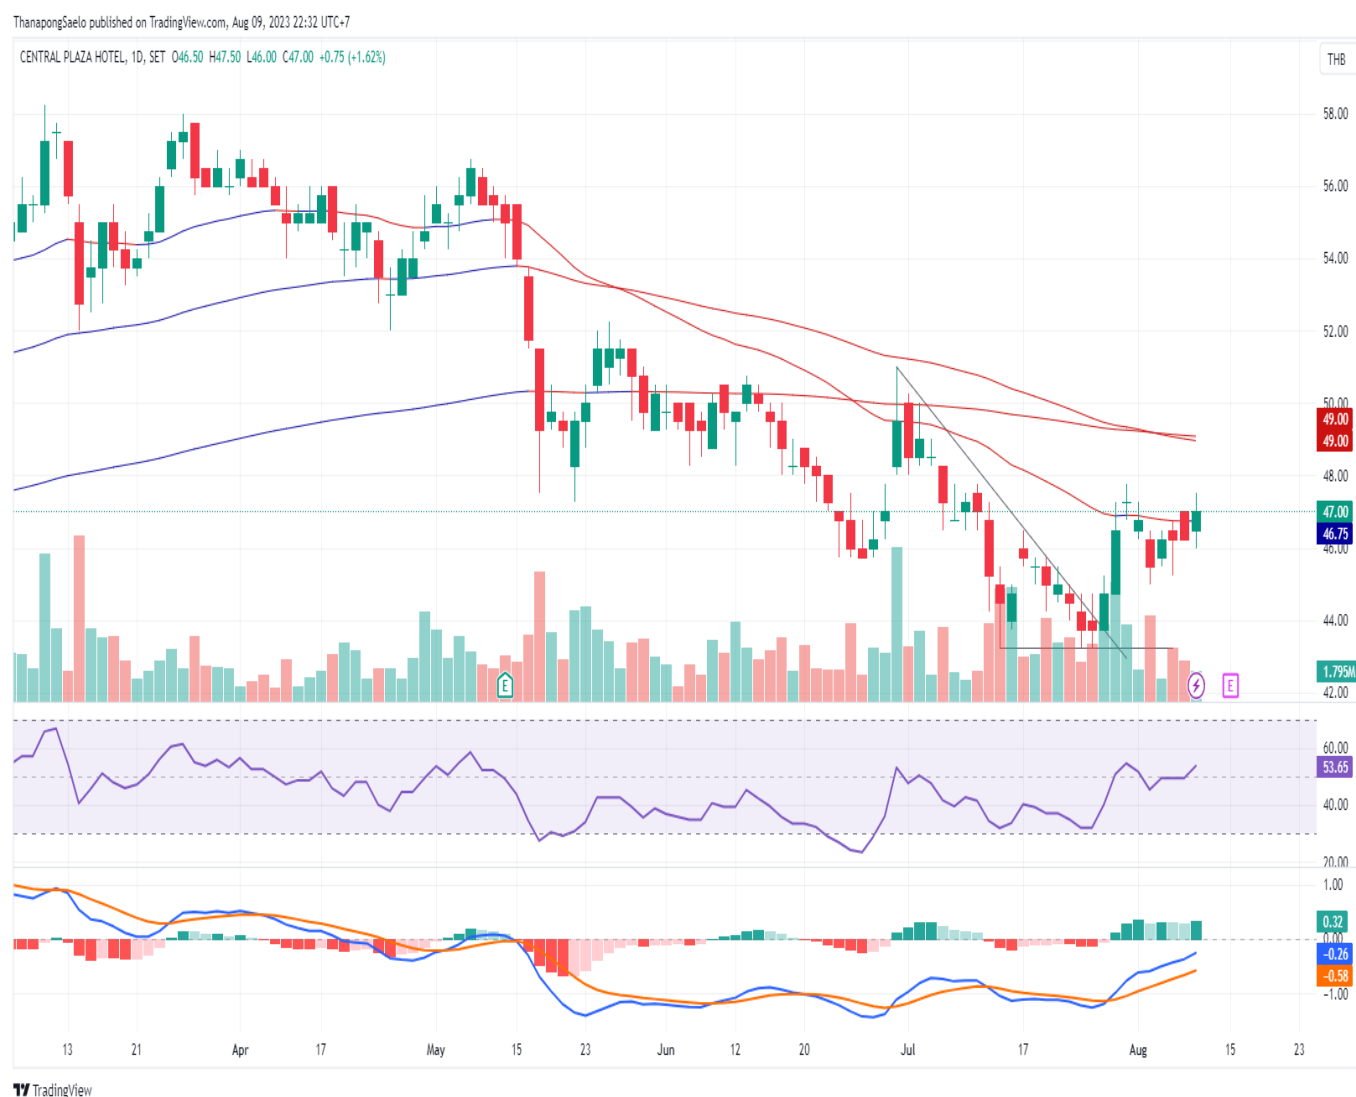 ThanapongSaelo published on TradingView.com, Aug 09, 2023 22:32 UTC+7
CENTRAL PLAZA HOTEL, 1D, SET O46.50 H47.50 L46.00 C47.00 +0.75 (+1.62%)
THB
58.00
56.00
54.00
52.00
50.00
49.00
49.00
48.00
47.00
46.75
46.00
44.00
1.795M
42.00
E
E
60.00
53.65
40.00
20.00
1.00
0.32
0.00
-0.26
-0.58
-1.00
13 21 Apr 17 May 15 23 Jun 12 20 Jul 17 Aug 15 23
TradingView